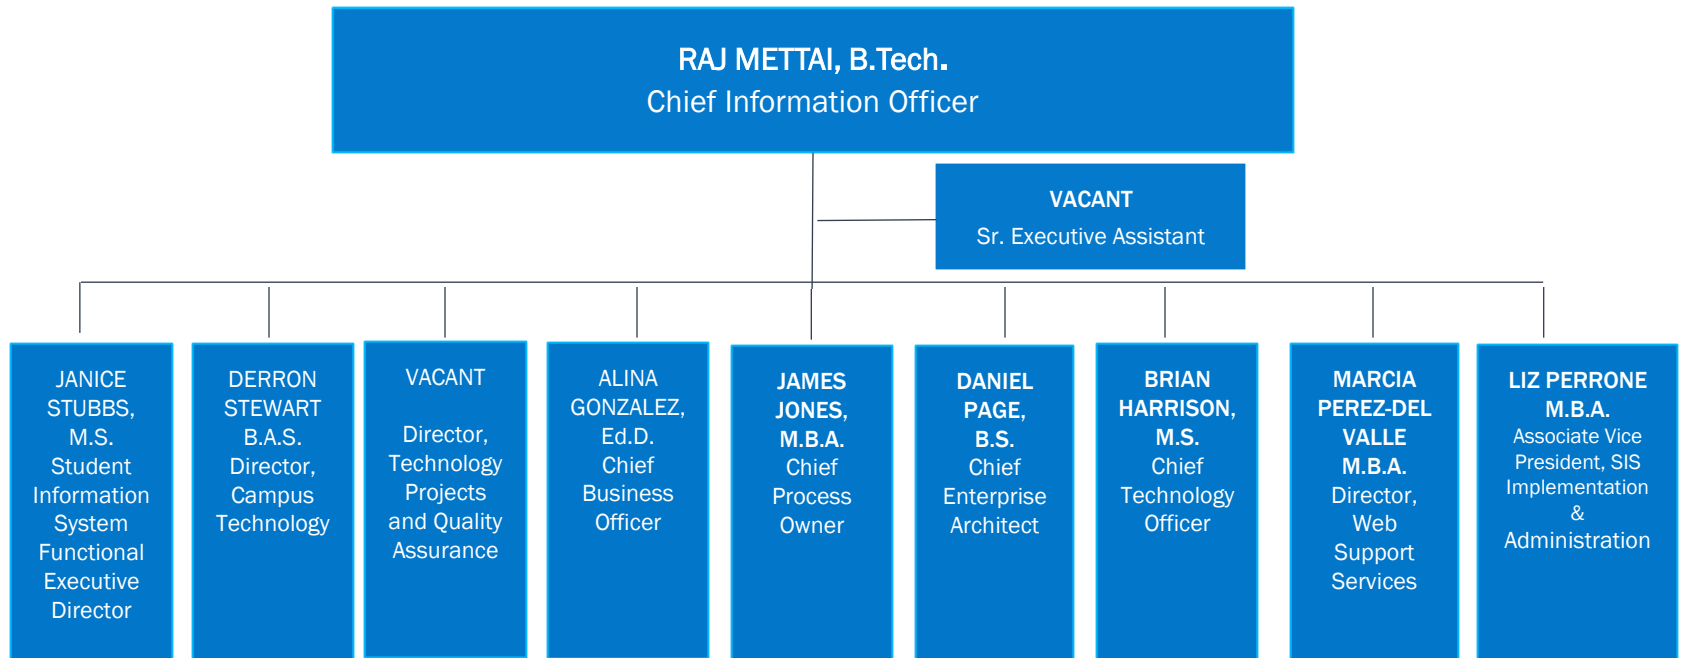 RAJ METTAI, B.Tech.
Chief Information Officer
VACANT
Sr. Executive Assistant
JANICE
STUBBS,
M.S.
Student
Information
System
Functional
Executive
Director
DERRON
STEWART
B.A.S.
Director,
Campus
Technology
VACANT
Director,
Technology
Projects
and Quality
Assurance
ALINA
GONZALEZ,
Ed.D.
Chief
Business
Officer
JAMES
JONES,
M.B.A.
Chief
Process
Owner
DANIEL
PAGE,
B.S.
Chief
Enterprise
Architect
BRIAN
HARRISON,
M.S.
Chief
Technology
Officer
MARCIA
PEREZ-DEL
VALLE
M.B.A.
Director,
Web
Support
Services
LIZ PERRONE
M.B.A.
Associate Vice
President, SIS
Implementation
&
Administration